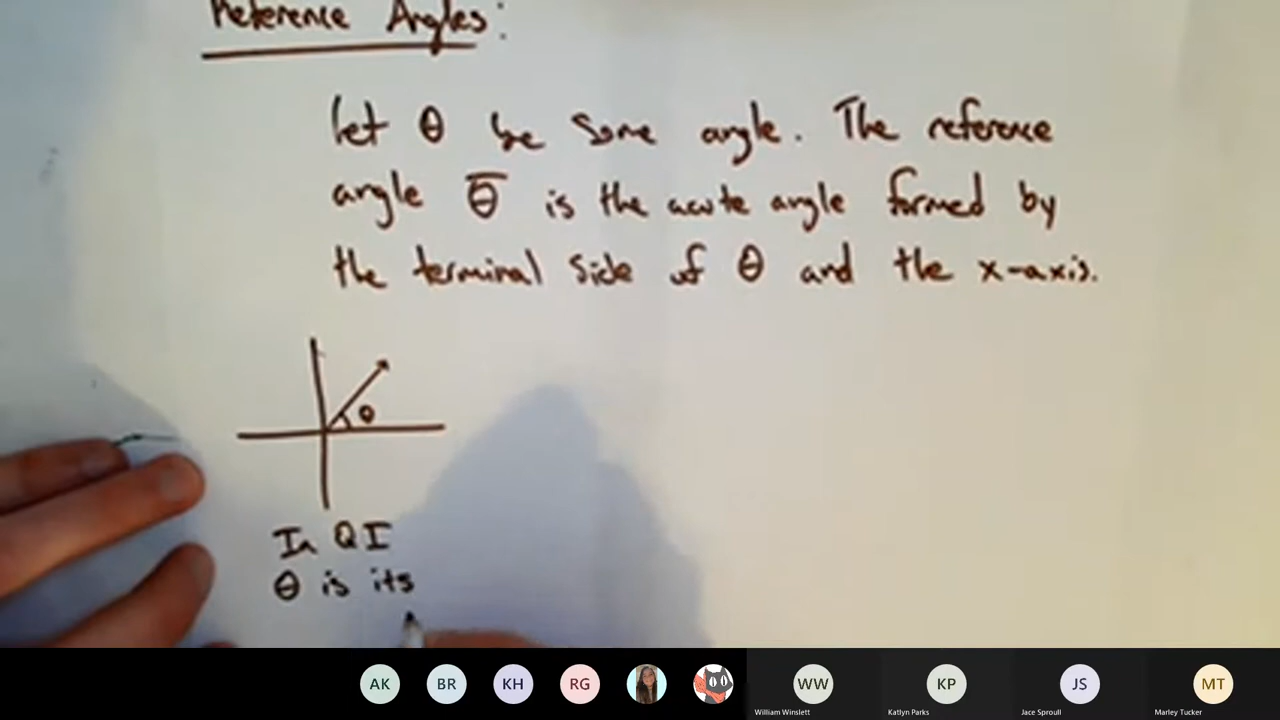 Reference Angles:
Let θ be some angle. The reference
angle θ̅ is the acute angle formed by
the terminal side of θ and the x-axis.
θ
In QI
θ is its
AK BR KH RG WW KP JS MT
William Winslett Katlyn Parks Jace Sproull Marley Tucker